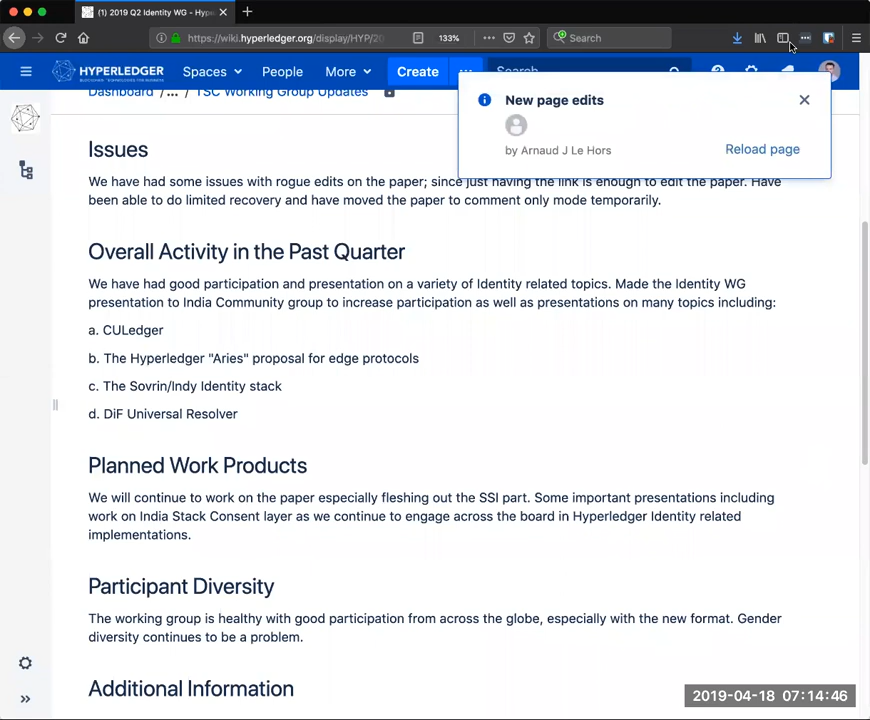 (1) 2019 Q2 Identity WG - Hype
https://wiki.hyperledger.org/display/HYP/20
133%
Search
HYPERLEDGER
Spaces
People
More
Create
Search
Dashboard /... / TSC Working Group Updates
New page edits
by Arnaud J Le Hors
Reload page
Issues
We have had some issues with rogue edits on the paper; since just having the link is enough to edit the paper. Have
been able to do limited recovery and have moved the paper to comment only mode temporarily.
Overall Activity in the Past Quarter
We have had good participation and presentation on a variety of Identity related topics. Made the Identity WG
presentation to India Community group to increase participation as well as presentations on many topics including:
a. CULedger
b. The Hyperledger "Aries" proposal for edge protocols
c. The Sovrin/Indy Identity stack
d. DiF Universal Resolver
Planned Work Products
We will continue to work on the paper especially fleshing out the SSI part. Some important presentations including
work on India Stack Consent layer as we continue to engage across the board in Hyperledger Identity related
implementations.
Participant Diversity
The working group is healthy with good participation from across the globe, especially with the new format. Gender
diversity continues to be a problem.
Additional Information
2019-04-18 07:14:46